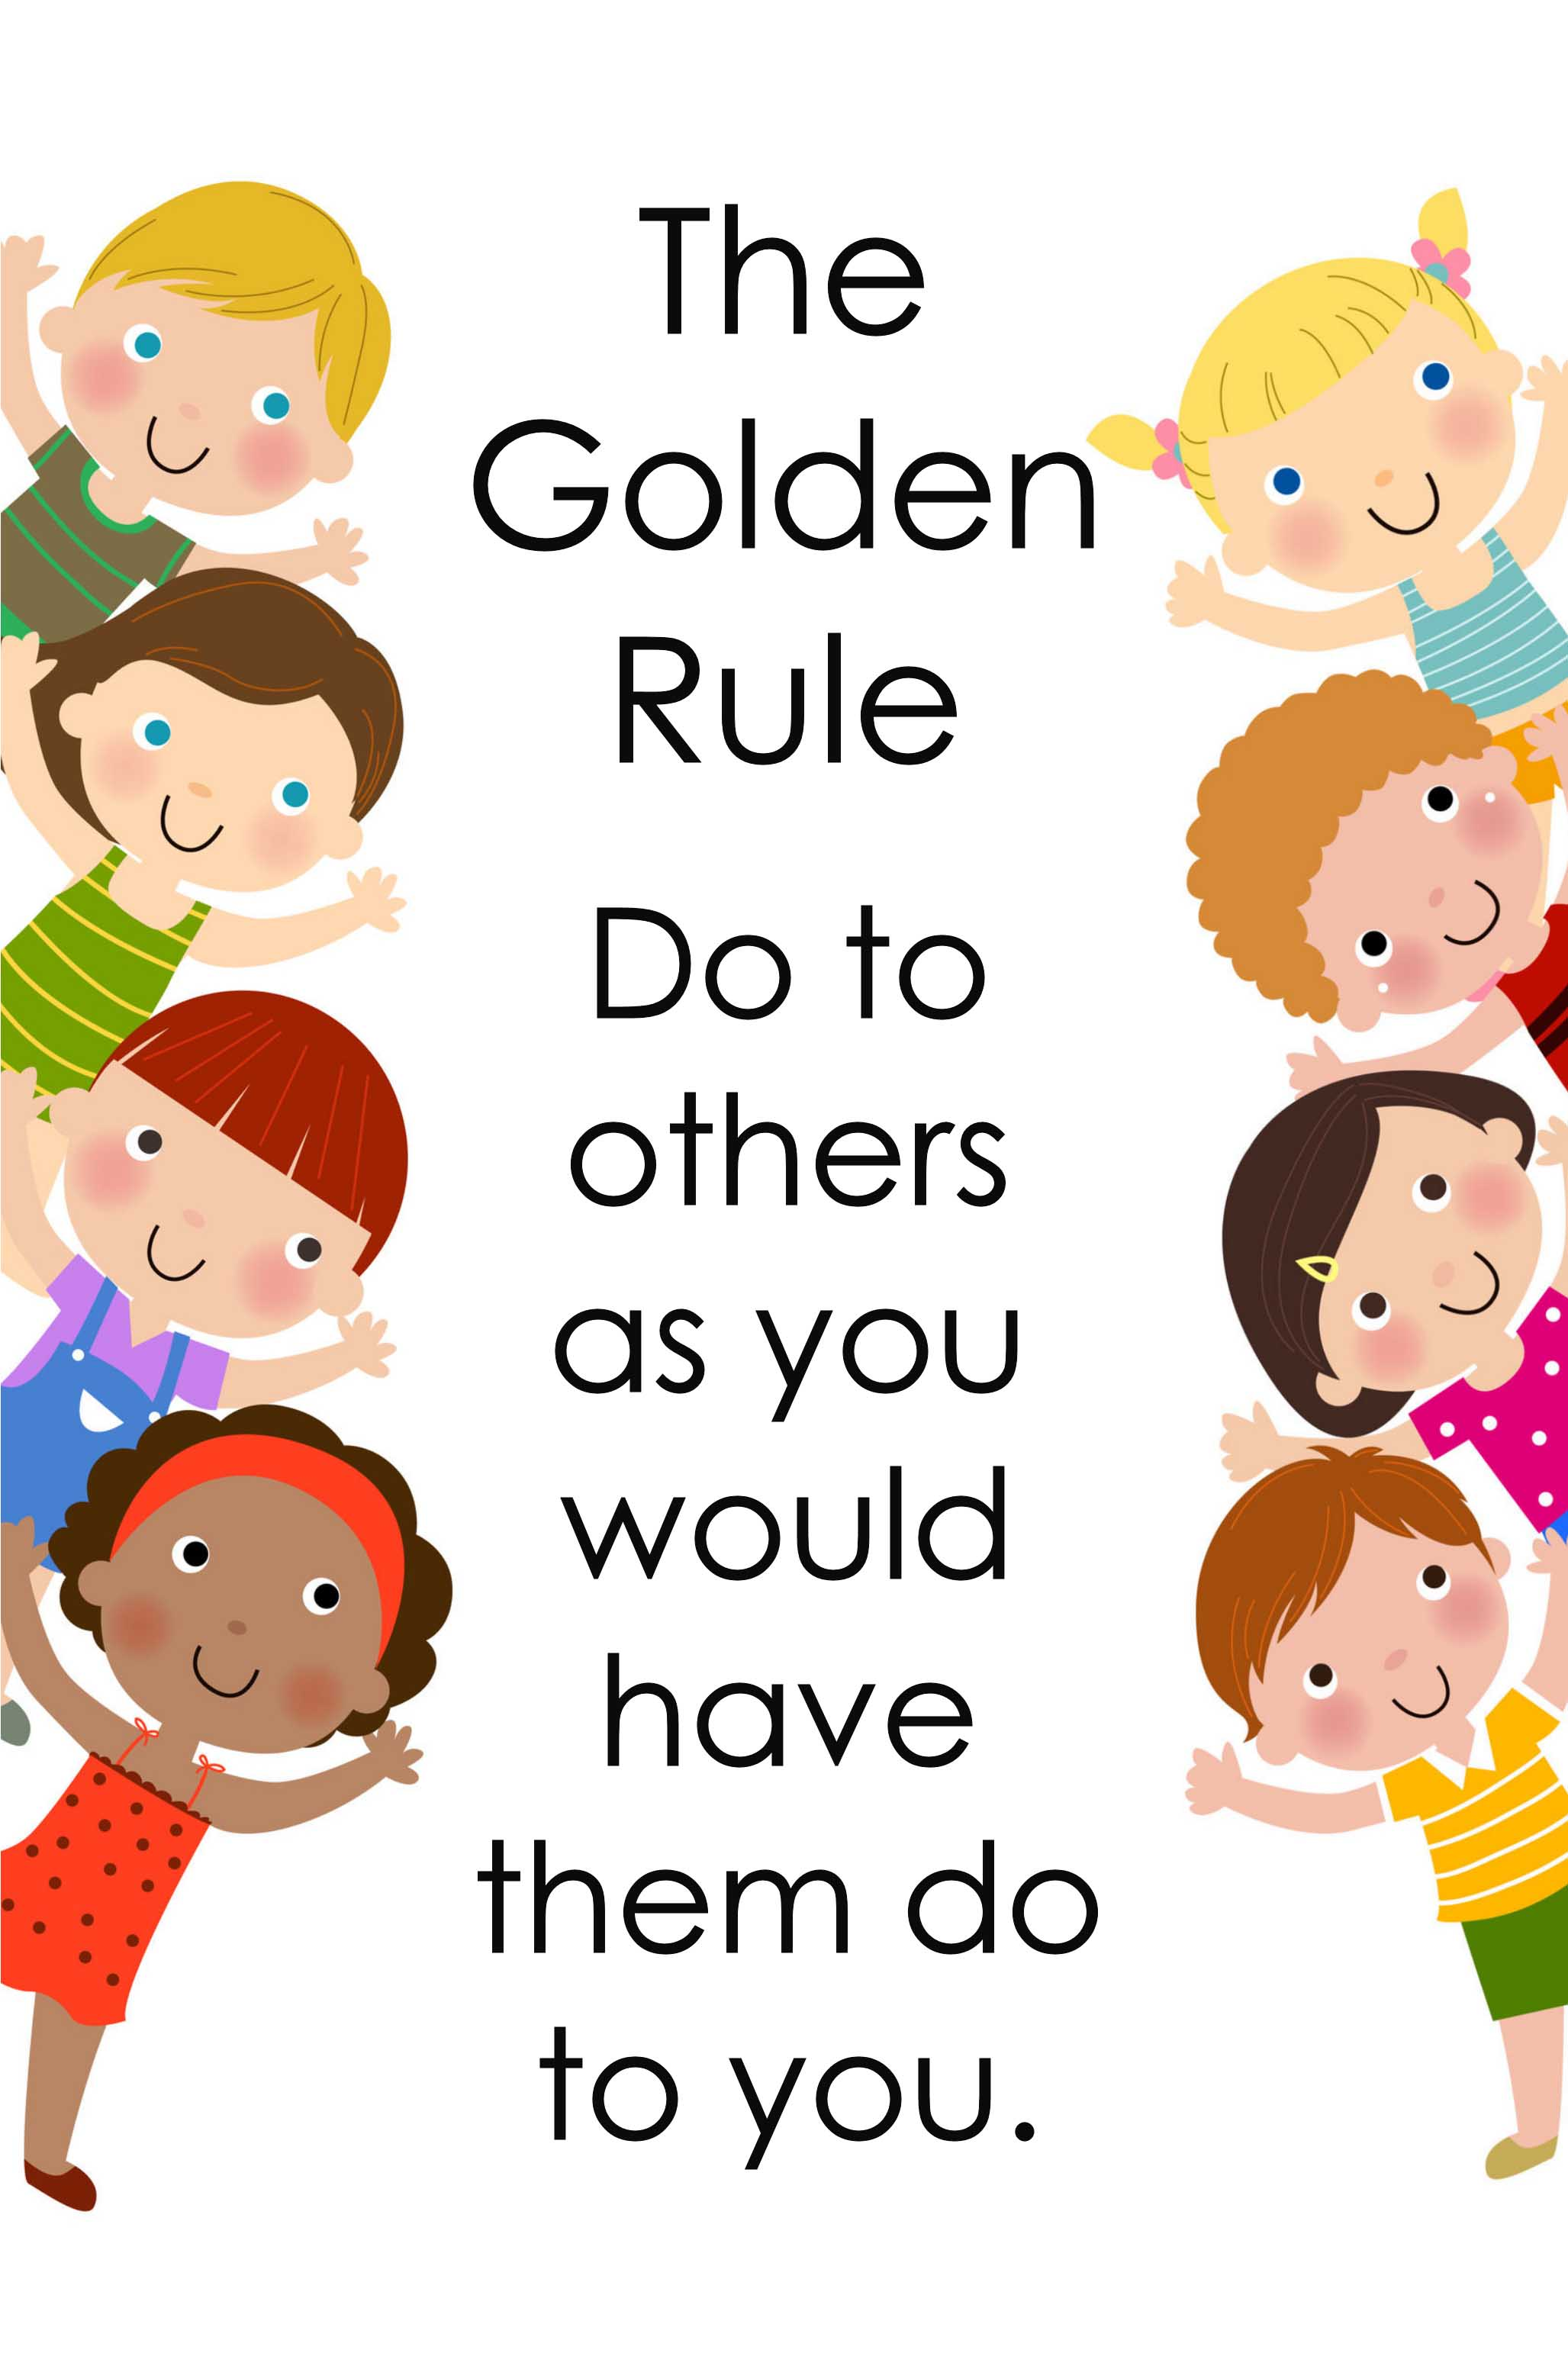 The
Golden
Rule
Do to
others
as you
would
have
them do
to you.